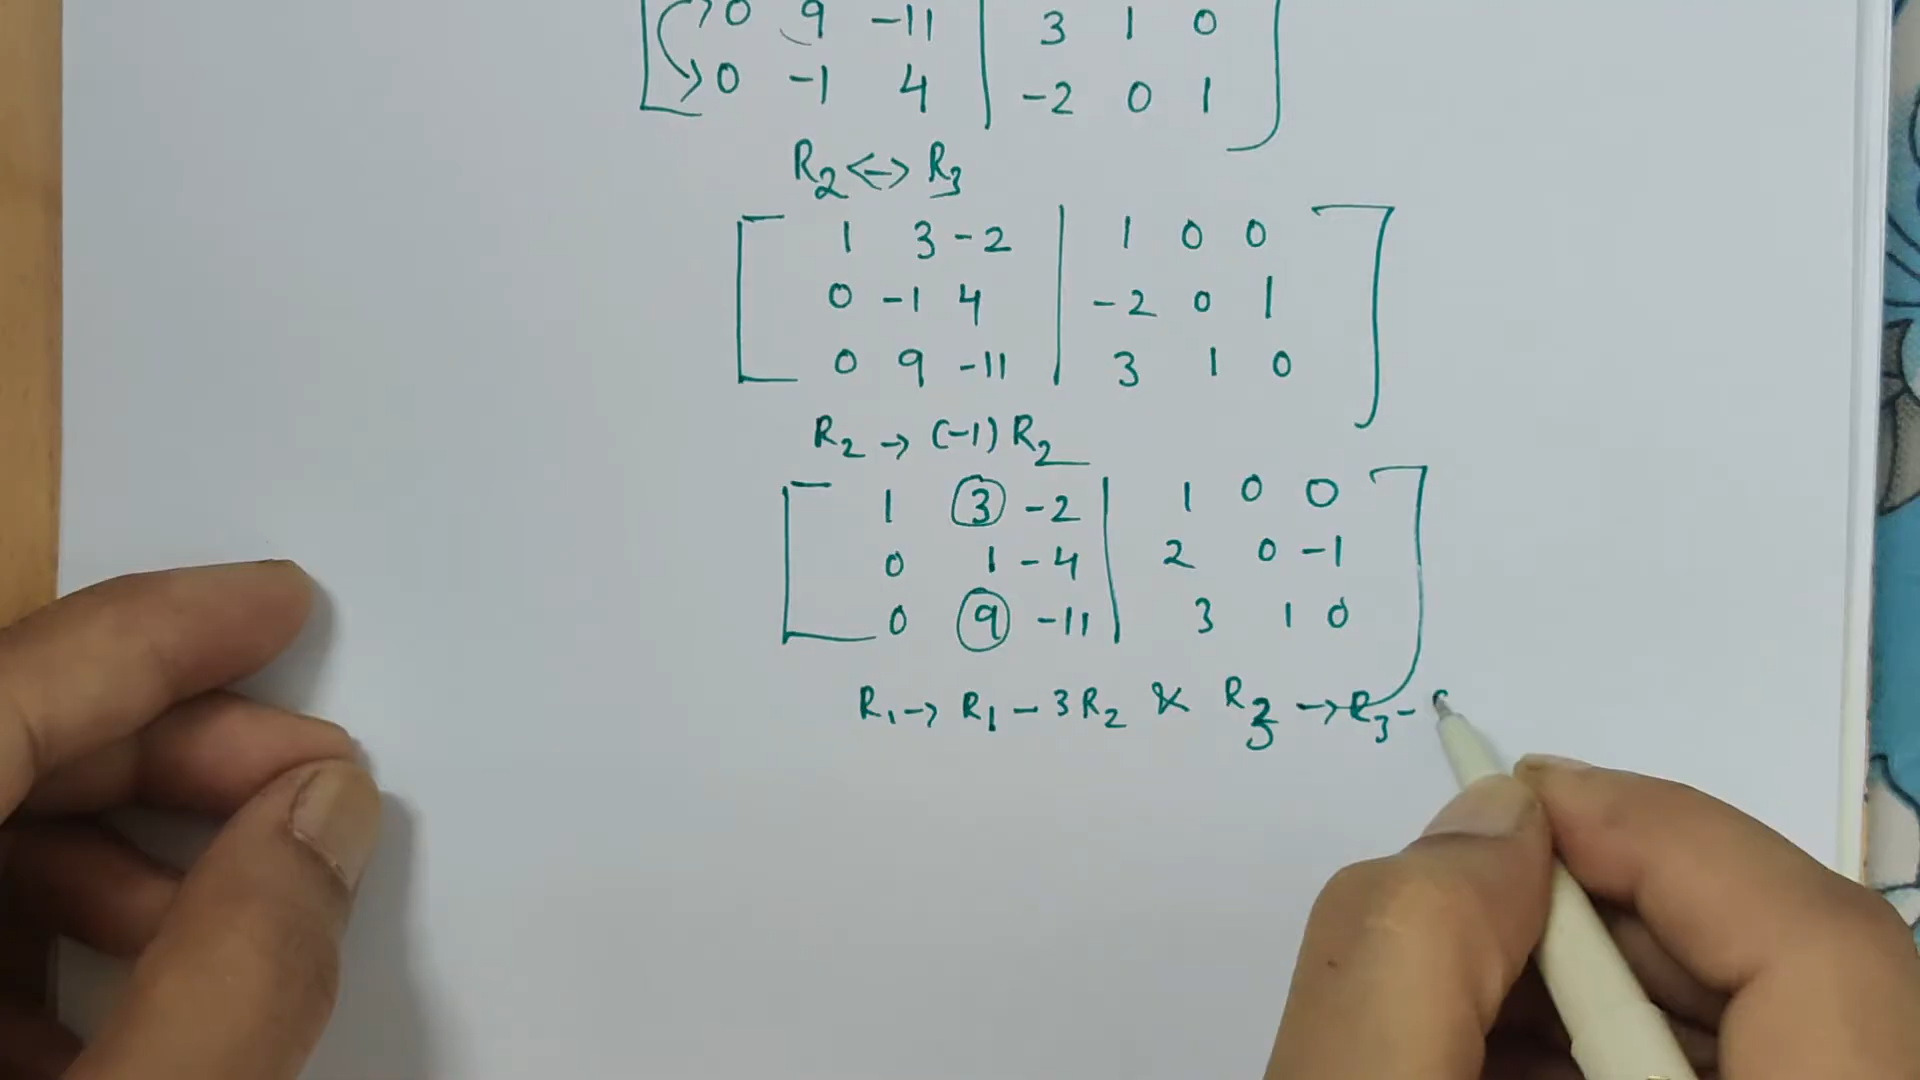 0 9 -11 | 3 1 0
0 -1 4 | -2 0 1
R2 <-> R3
1 3 -2 | 1 0 0
0 -1 4 | -2 0 1
0 9 -11 | 3 1 0
R2 → (-1) R2
1 3 -2 | 1 0 0
0 1 -4 | 2 0 -1
0 9 -11 | 3 1 0
R1 → R1 - 3R2 & R3 → R3 -